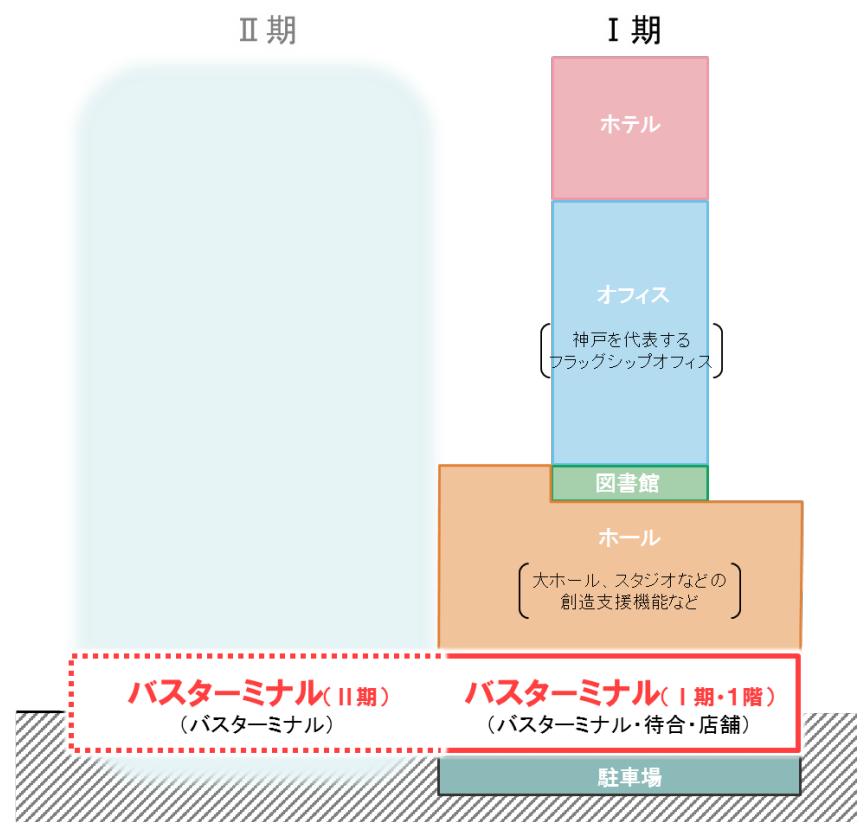 Ⅱ期
Ⅰ期
ホテル
オフィス
神戸を代表する
フラッグシップオフィス
図書館
ホール
大ホール、スタジオなどの
創造支援機能など
バスターミナル(Ⅱ期)
(バスターミナル)
バスターミナル(Ⅰ期・1階)
(バスターミナル・待合・店舗)
駐車場